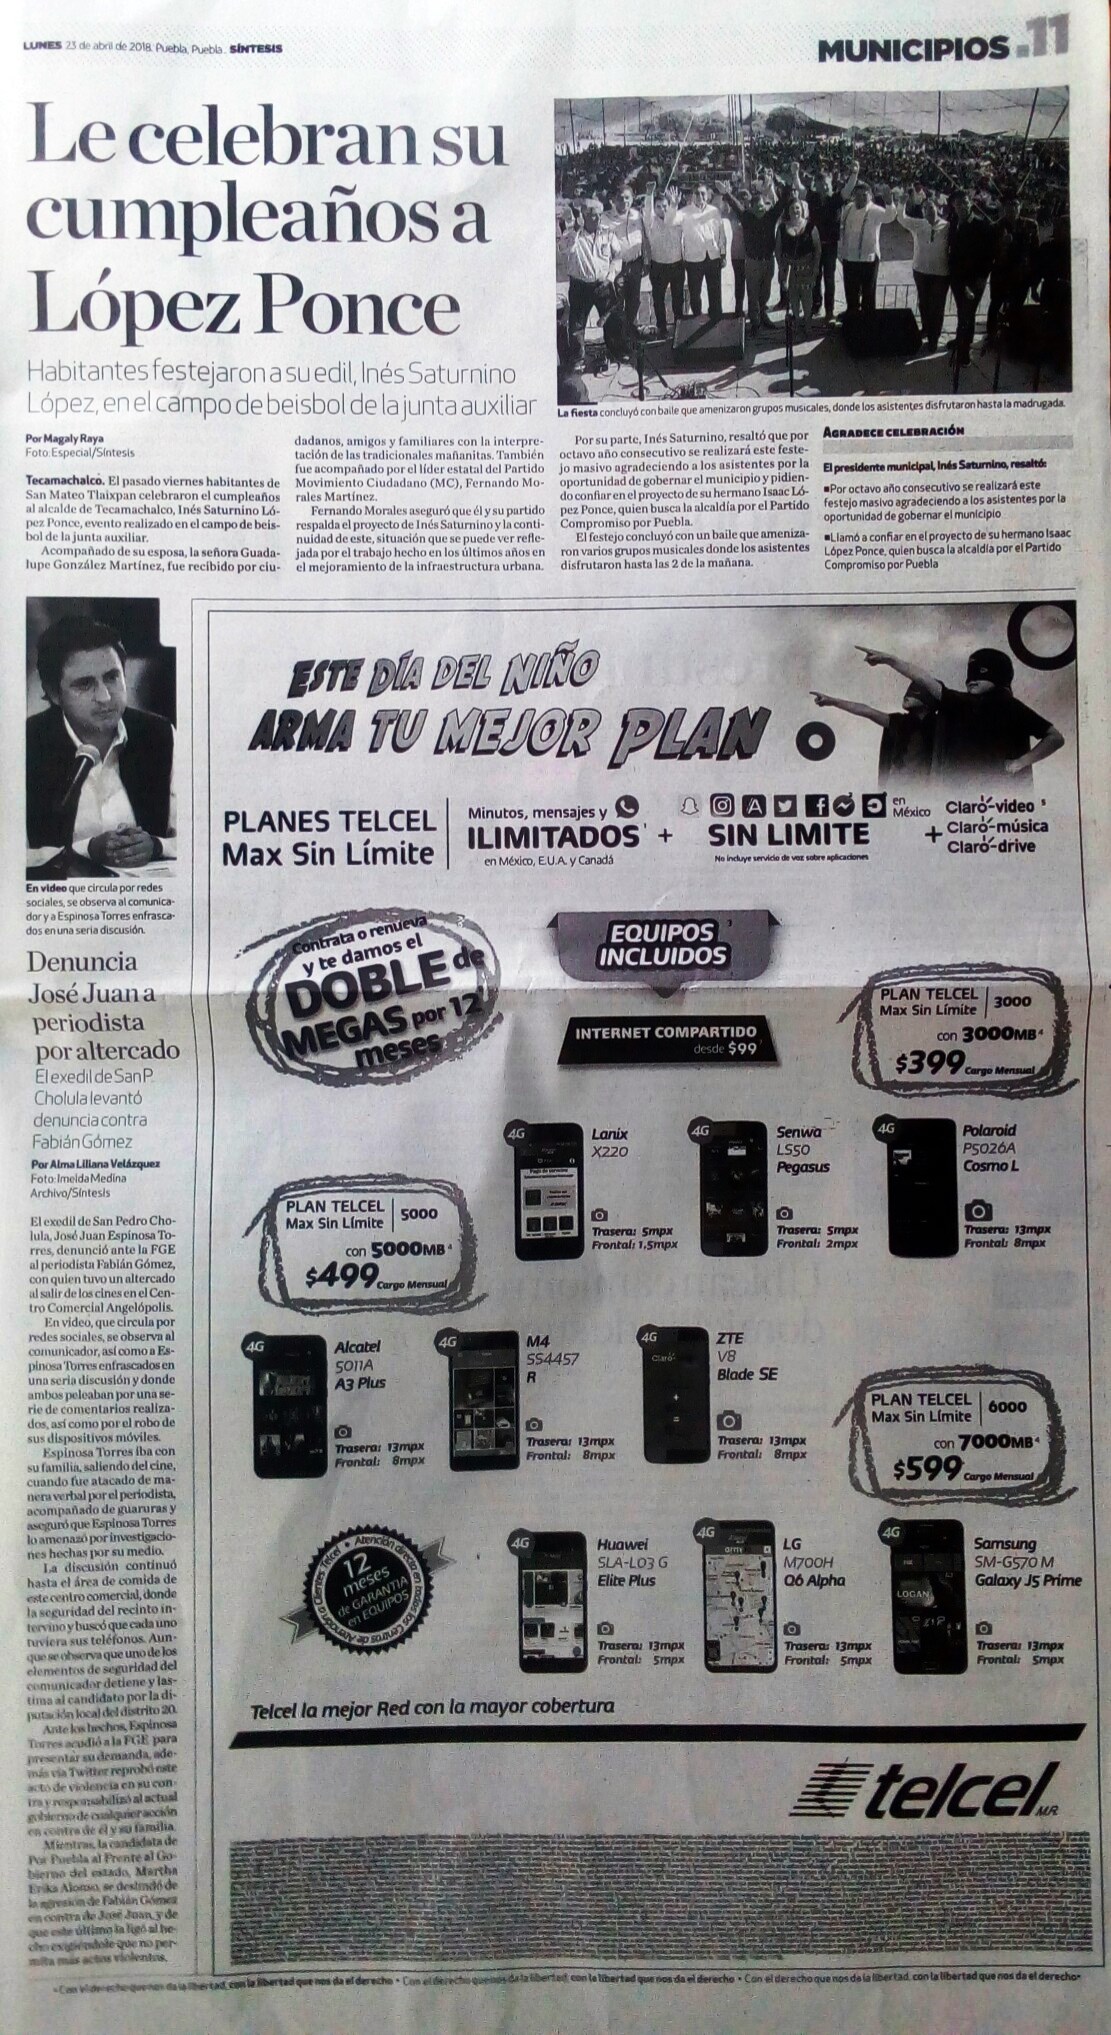 LUNES 23 de abril de 2018. Puebla, Puebla. SÍNTESIS
MUNICIPIOS .11
Le celebran su
cumpleaños a
López Ponce
Habitantes festejaron a su edil, Inés Saturnino
López, en el campo de beisbol de la junta auxiliar
La fiesta concluyó con baile que amenizaron grupos musicales, donde los asistentes disfrutaron hasta la madrugada.
Por Magaly Raya
Foto: Especial/Síntesis
Tecamachalco. El pasado viernes habitantes de
San Mateo Tlaixpan celebraron el cumpleaños
al alcalde de Tecamachalco, Inés Saturnino Ló-
pez Ponce, evento realizado en el campo de beis-
bol de la junta auxiliar.
Acompañado de su esposa, la señora Guada-
lupe González Martínez, fue recibido por ciu-
dadanos, amigos y familiares con la interpre-
tación de las tradicionales mañanitas. También
fue acompañado por el líder estatal del Partido
Movimiento Ciudadano (MC), Fernando Mo-
rales Martínez.
Fernando Morales aseguró que él y su partido
respalda el proyecto de Inés Saturnino y la conti-
nuidad de este, situación que se puede ver refle-
jada por el trabajo hecho en los últimos años en
el mejoramiento de la infraestructura urbana.
Por su parte, Inés Saturnino, resaltó que por
octavo año consecutivo se realizará este feste-
jo masivo agradeciendo a los asistentes por la
oportunidad de gobernar el municipio y pidien-
do confiar en el proyecto de su hermano Isaac Ló-
pez Ponce, quien busca la alcaldía por el Partido
Compromiso por Puebla.
El festejo concluyó con un baile que ameniza-
ron varios grupos musicales donde los asistentes
disfrutaron hasta las 2 de la mañana.
AGRADECE CELEBRACIÓN
El presidente municipal, Inés Saturnino, resaltó:
■Por octavo año consecutivo se realizará este
festejo masivo agradeciendo a los asistentes por la
oportunidad de gobernar el municipio
■Llamó a confiar en el proyecto de su hermano Isaac
López Ponce, quien busca la alcaldía por el Partido
Compromiso por Puebla
En video que circula por redes
sociales, se observa al comunica-
dor y a Espinosa Torres enfrasca-
dos en una seria discusión.
Denuncia
José Juan a
periodista
por altercado
El exedil de San P.
Cholula levantó
denuncia contra
Fabián Gómez
Por Alma Liliana Velázquez
Foto: Imelda Medina
Archivo/Síntesis
El exedil de San Pedro Cho-
lula, José Juan Espinosa To-
rres, denunció ante la FGE
al periodista Fabián Gómez,
con quien tuvo un altercado
al salir de los cines en el Cen-
tro Comercial Angelópolis.
En video, que circula por
redes sociales, se observa al
comunicador, así como a Es-
pinosa Torres enfrascados en
una seria discusión y donde
ambos peleaban por una se-
rie de comentarios realiza-
dos, así como por el robo de
sus dispositivos móviles.
Espinosa Torres iba con
su familia, saliendo del cine,
cuando fue atacado de ma-
nera verbal por el periodista,
acompañado de guaruras y
aseguró que Espinosa Torres
lo amenazó por investigacio-
nes hechas por su medio.
La discusión continuó
hasta el área de comida de
este centro comercial, donde
la seguridad del recinto in-
tervino y buscó que cada uno
tuviera sus teléfonos. Aun-
que se observa que uno de los
elementos de seguridad del
comunicador detiene y las-
tima al candidato por la di-
putación local del distrito 20.
Ante los hechos, Espinosa
Torres acudió a la FGE para
presentar su demanda, ade-
más vía Twitter reprobó este
acto de violencia en su con-
tra y responsabilizó al actual
gobierno de cualquier acción
en contra de él y su familia.
Mientras, la candidata de
Por Puebla al Frente al Go-
bierno del estado, Martha
Erika Alonso, se deslindó de
la agresión de Fabián Gómez
en contra de José Juan, y de
que este último la ligó al he-
cho exigiéndole que no per-
mita más actos violentos.
ESTE DÍA DEL NIÑO
ARMA TU MEJOR PLAN
PLANES TELCEL
Max Sin Límite
Minutos, mensajes y
ILIMITADOS¹ +
en México, E.U.A. y Canadá
en México
SIN LIMITE
No incluye servicio de voz sobre aplicaciones
+
Claro-video ⁵
Claro-música
Claro-drive
Contrata o renueva
y te damos el
DOBLE de
MEGAS por 12
meses
EQUIPOS ³
INCLUIDOS
INTERNET COMPARTIDO
desde $99
PLAN TELCEL
Max Sin Límite | 3000
con 3000MB⁴
$399 Cargo Mensual
4G
Lanix
X220
Trasera: 5mpx
Frontal: 1.5mpx
4G
Senwa
LS50
Pegasus
Trasera: 5mpx
Frontal: 2mpx
4G
Polaroid
P5026A
Cosmo L
Trasera: 13mpx
Frontal: 8mpx
PLAN TELCEL
Max Sin Límite | 5000
con 5000MB⁴
$499 Cargo Mensual
4G
Alcatel
5011A
A3 Plus
Trasera: 13mpx
Frontal: 8mpx
4G
M4
SS4457
R
Trasera: 13mpx
Frontal: 8mpx
4G
Claro-
ZTE
V8
Blade SE
Trasera: 13mpx
Frontal: 8mpx
PLAN TELCEL
Max Sin Límite | 6000
con 7000MB⁴
$599 Cargo Mensual
Atención directa en todos los Centros de Atención a Clientes Telcel
12
meses
de GARANTÍA
en EQUIPOS
4G
Huawei
SLA-L03 G
Elite Plus
Trasera: 13mpx
Frontal: 5mpx
4G
LG
M700H
Q6 Alpha
Trasera: 13mpx
Frontal: 5mpx
4G
LOGAN
Samsung
SM-G570 M
Galaxy J5 Prime
Trasera: 13mpx
Frontal: 5mpx
Telcel la mejor Red con la mayor cobertura
telcel M.R.
• Con el derecho que nos da la libertad, con la libertad que nos da el derecho • Con el derecho que nos da la libertad, con la libertad que nos da el derecho • Con el derecho que nos da la libertad, con la libertad que nos da el derecho•